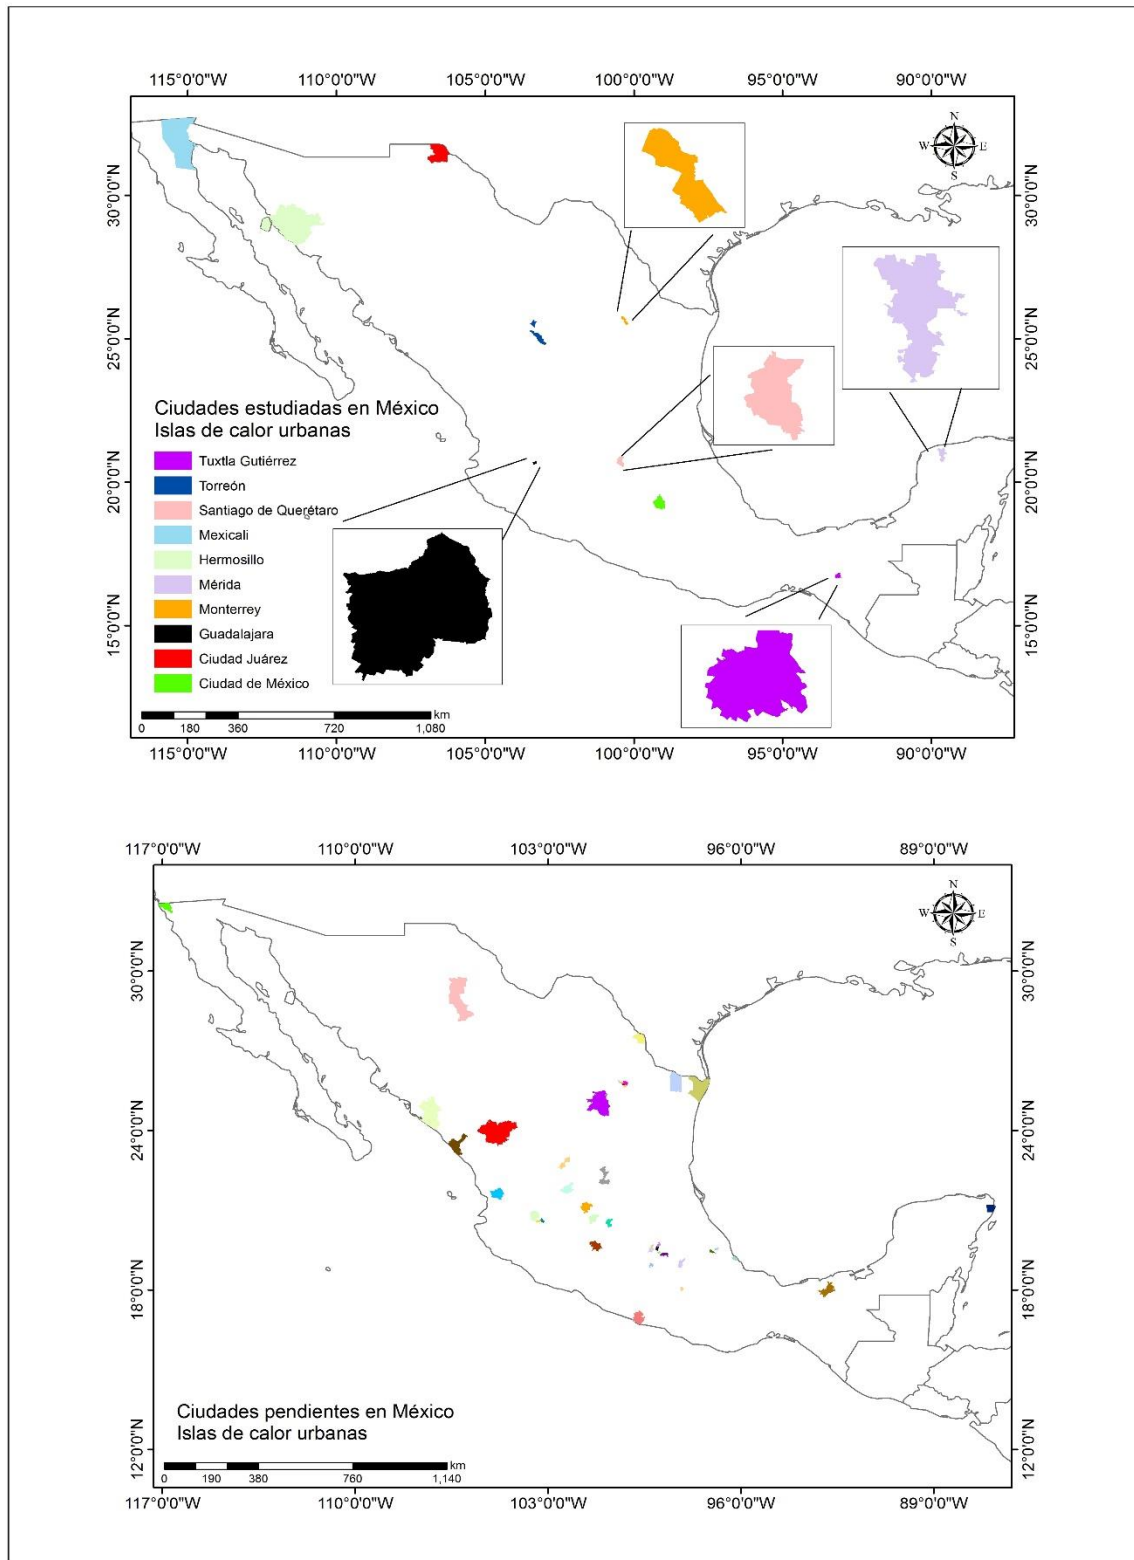 115°0'0"W 110°0'0"W 105°0'0"W 100°0'0"W 95°0'0"W 90°0'0"W
N
W E
S
30°0'0"N 30°0'0"N
25°0'0"N 25°0'0"N
20°0'0"N 20°0'0"N
15°0'0"N 15°0'0"N
Ciudades estudiadas en México
Islas de calor urbanas
Tuxtla Gutiérrez
Torreón
Santiago de Querétaro
Mexicali
Hermosillo
Mérida
Monterrey
Guadalajara
Ciudad Juárez
Ciudad de México
km
0 180 360 720 1,080
115°0'0"W 110°0'0"W 105°0'0"W 100°0'0"W 95°0'0"W 90°0'0"W
117°0'0"W 110°0'0"W 103°0'0"W 96°0'0"W 89°0'0"W
N
W E
S
30°0'0"N 30°0'0"N
24°0'0"N 24°0'0"N
18°0'0"N 18°0'0"N
12°0'0"N 12°0'0"N
Ciudades pendientes en México
Islas de calor urbanas
km
0 190 380 760 1,140
117°0'0"W 110°0'0"W 103°0'0"W 96°0'0"W 89°0'0"W